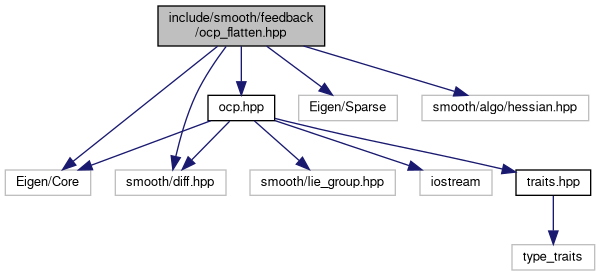 include/smooth/feedback
/ocp_flatten.hpp
ocp.hpp
Eigen/Sparse
smooth/algo/hessian.hpp
Eigen/Core
smooth/diff.hpp
smooth/lie_group.hpp
iostream
traits.hpp
type_traits